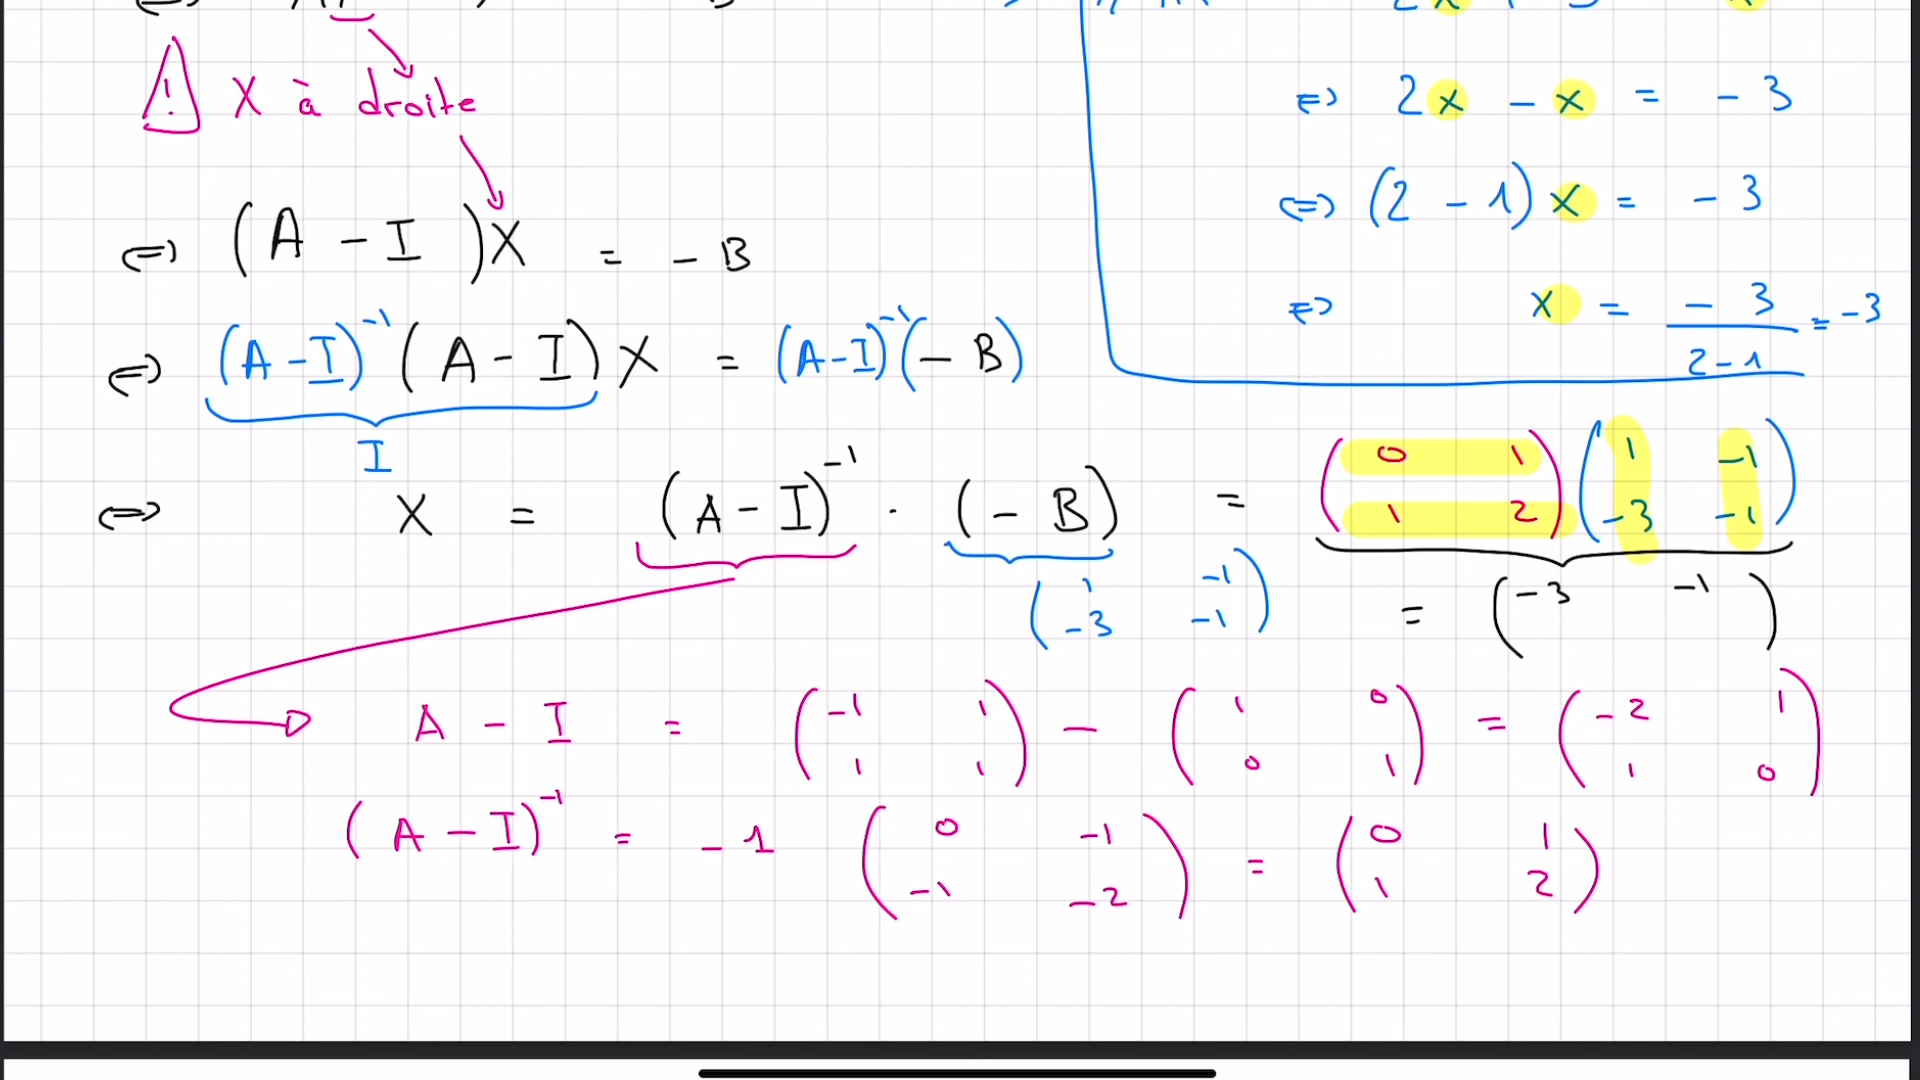 ⚠ X à droite
⇔ (A - I)X = - B
⇔ (A - I)⁻¹ (A - I) X = (A - I)⁻¹ (- B)
I
⇔ X = (A - I)⁻¹ · (- B) = (0 1 ; 1 2) (1 -1 ; -3 -1)
(1 -1 ; -3 -1) = (-3 -1)
A - I = (-1 1 ; 1 1) - (1 0 ; 0 1) = (-2 1 ; 1 0)
(A - I)⁻¹ = - 1 (0 -1 ; -1 -2) = (0 1 ; 1 2)
⇔ 2x - x = - 3
⇔ (2 - 1) x = - 3
⇔ x = - 3 / 2 - 1 = -3